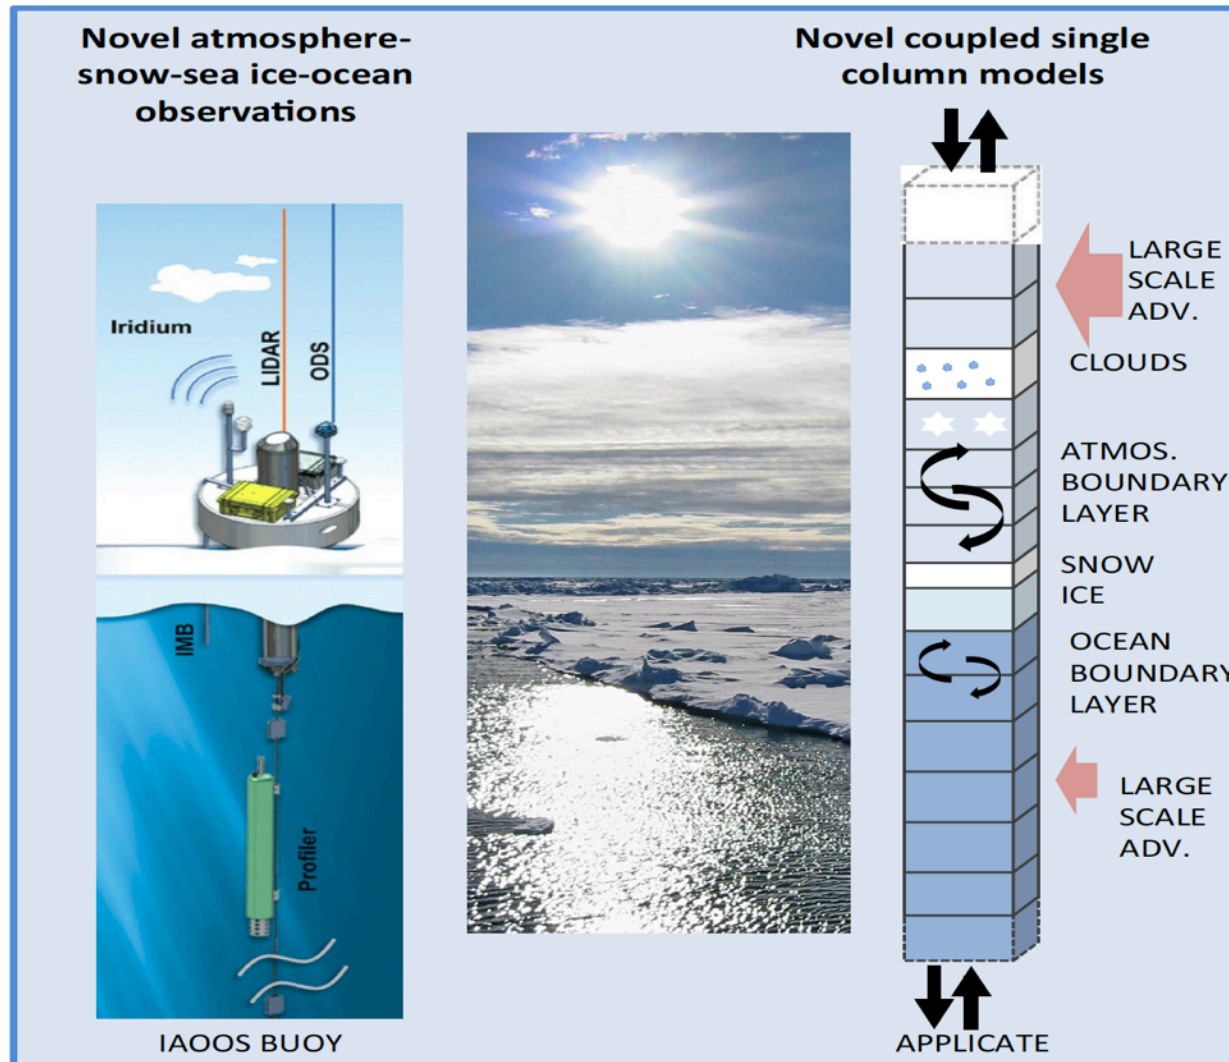 Novel atmosphere-
snow-sea ice-ocean
observations
Iridium
LIDAR
ODS
IMB
Profiler
IAOOS BUOY
Novel coupled single
column models
LARGE
SCALE
ADV.
CLOUDS
ATMOS.
BOUNDARY
LAYER
SNOW
ICE
OCEAN
BOUNDARY
LAYER
LARGE
SCALE
ADV.
APPLICATE